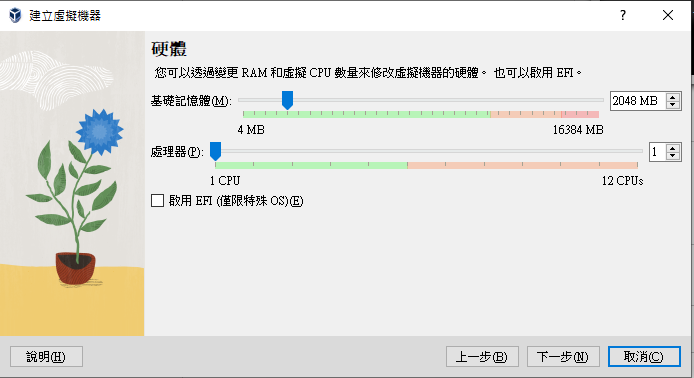 建立虛擬機器
硬體
您可以透過變更 RAM 和虛擬 CPU 數量來修改虛擬機器的硬體。也可以啟用 EFI。
基礎記憶體(M):
2048 MB
4 MB
16384 MB
處理器(P):
1
1 CPU
12 CPUs
啟用 EFI (僅限特殊 OS)(E)
說明(H)
上一步(B)
下一步(N)
取消(C)